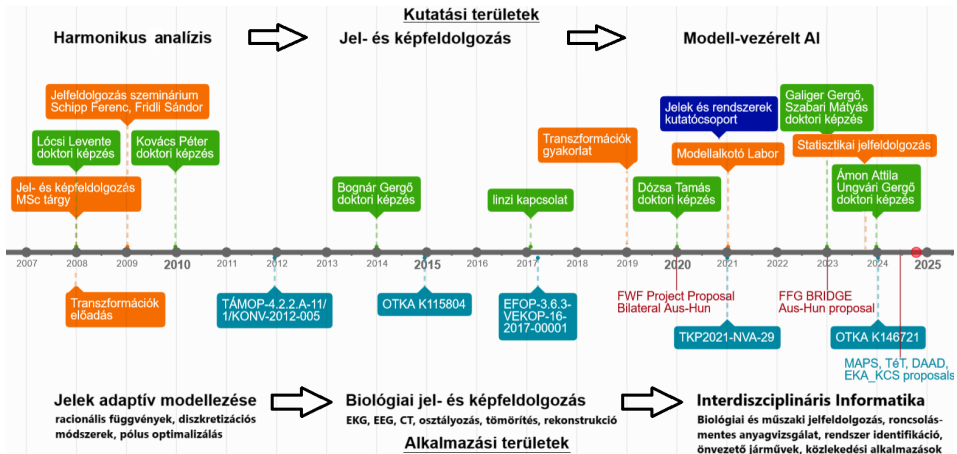 Kutatási területek
Harmonikus analízis
Jel- és képfeldolgozás
Modell-vezérelt AI
Jelfeldolgozás szeminárium
Schipp Ferenc, Fridli Sándor
Lócsi Levente
doktori képzés
Kovács Péter
doktori képzés
Jel- és képfeldolgozás
MSc tárgy
Bognár Gergő
doktori képzés
linzi kapcsolat
Transzformációk
gyakorlat
Jelek és rendszerek
kutatócsoport
Modellalkotó Labor
Dózsa Tamás
doktori képzés
Galiger Gergő,
Szabari Mátyás
doktori képzés
Statisztikai jelfeldolgozás
Ámon Attila
Ungvári Gergő
doktori képzés
2007
2008
2009
2010
2011
2012
2013
2014
2015
2016
2017
2018
2019
2020
2021
2022
2023
2024
2025
Transzformációk
előadás
TÁMOP-4.2.2.A-11/
1/KONV-2012-005
OTKA K115804
EFOP-3.6.3-
VEKOP-16-
2017-00001
FWF Project Proposal
Bilateral Aus-Hun
TKP2021-NVA-29
FFG BRIDGE
Aus-Hun proposal
OTKA K146721
MAPS, TéT, DAAD,
EKA_KCS proposals
Jelek adaptív modellezése
racionális függvények, diszkretizációs
módszerek, pólus optimalizálás
Biológiai jel- és képfeldolgozás
EKG, EEG, CT, osztályozás, tömörítés, rekonstrukció
Interdiszciplináris Informatika
Biológiai és műszaki jelfeldolgozás, roncsolás-
mentes anyagvizsgálat, rendszer identifikáció,
önvezető járművek, közlekedési alkalmazások
Alkalmazási területek